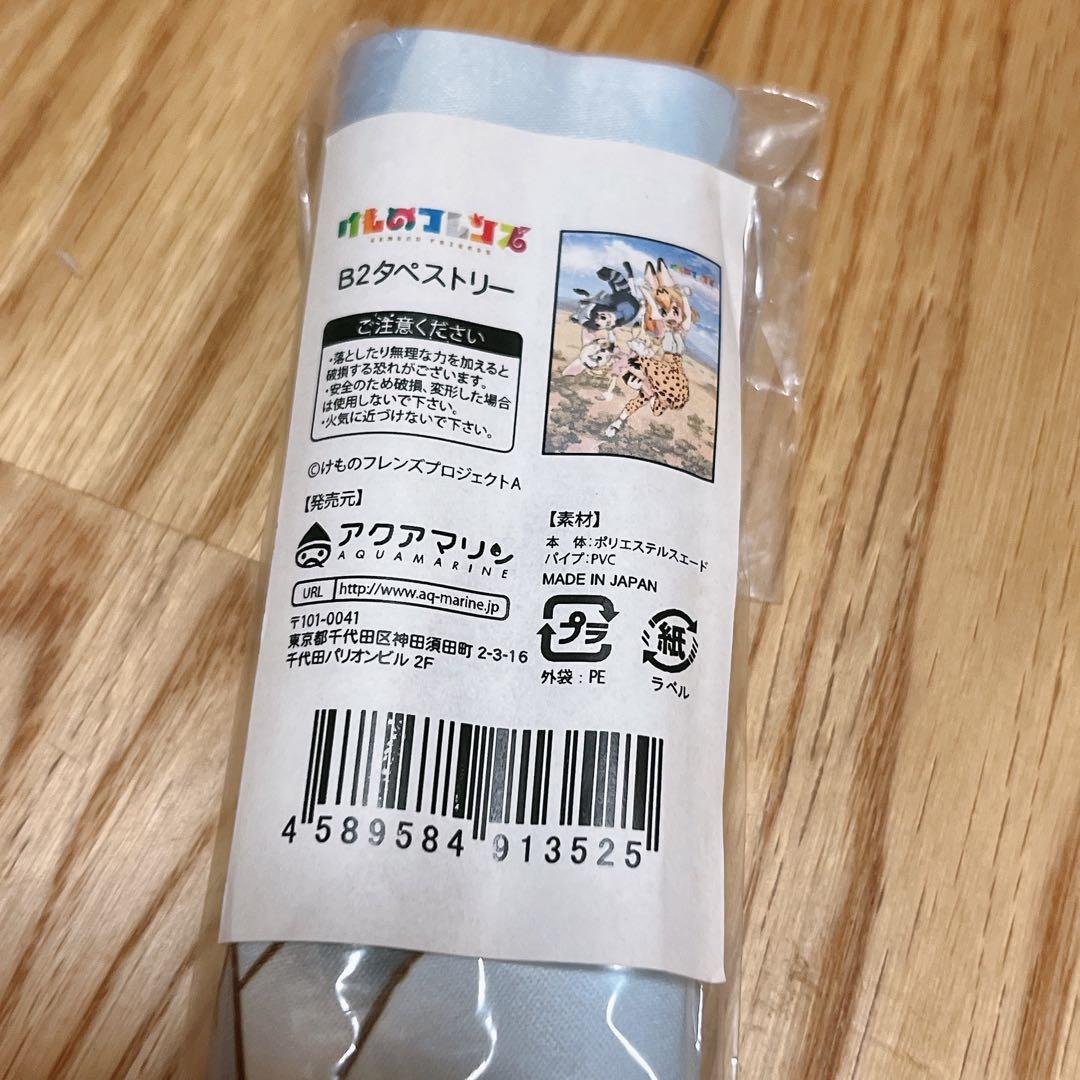 けものフレンズ
KEMONO FRIENDS
B2タペストリー
ご注意ください
・落としたり無理な力を加えると
破損する恐れがございます。
・安全のため破損、変形した場合
は使用しないで下さい。
・火気に近づけないで下さい。
©けものフレンズプロジェクトA
【発売元】
アクアマリン
AQUAMARINE
URL http://www.aq-marine.jp
〒101-0041
東京都千代田区神田須田町 2-3-16
千代田パリオンビル 2F
けものフレンズ
【素材】
本 体:ポリエステルスエード
パイプ:PVC
MADE IN JAPAN
プラ
外袋:PE
紙
ラベル
4 589584 913525